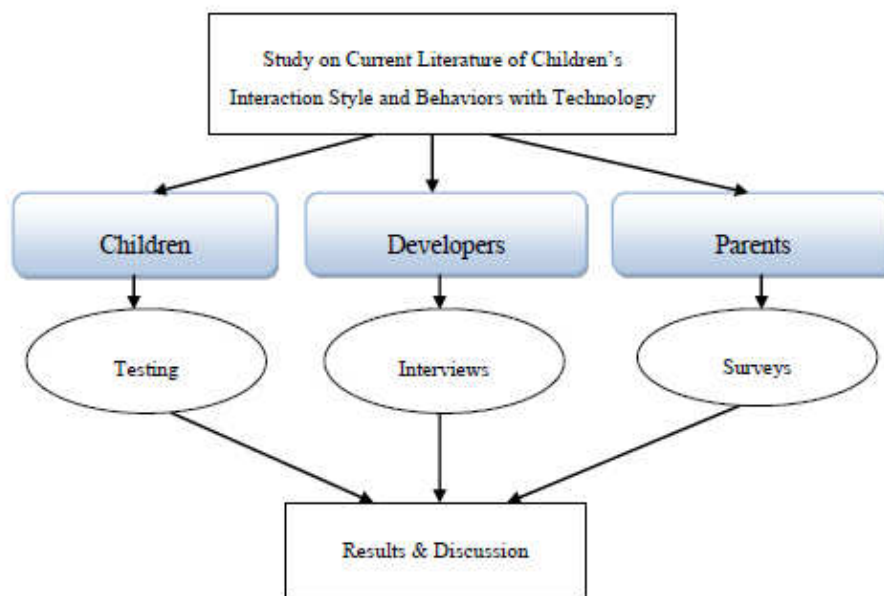 Study on Current Literature of Children’s
Interaction Style and Behaviors with Technology
Children
Developers
Parents
Testing
Interviews
Surveys
Results & Discussion